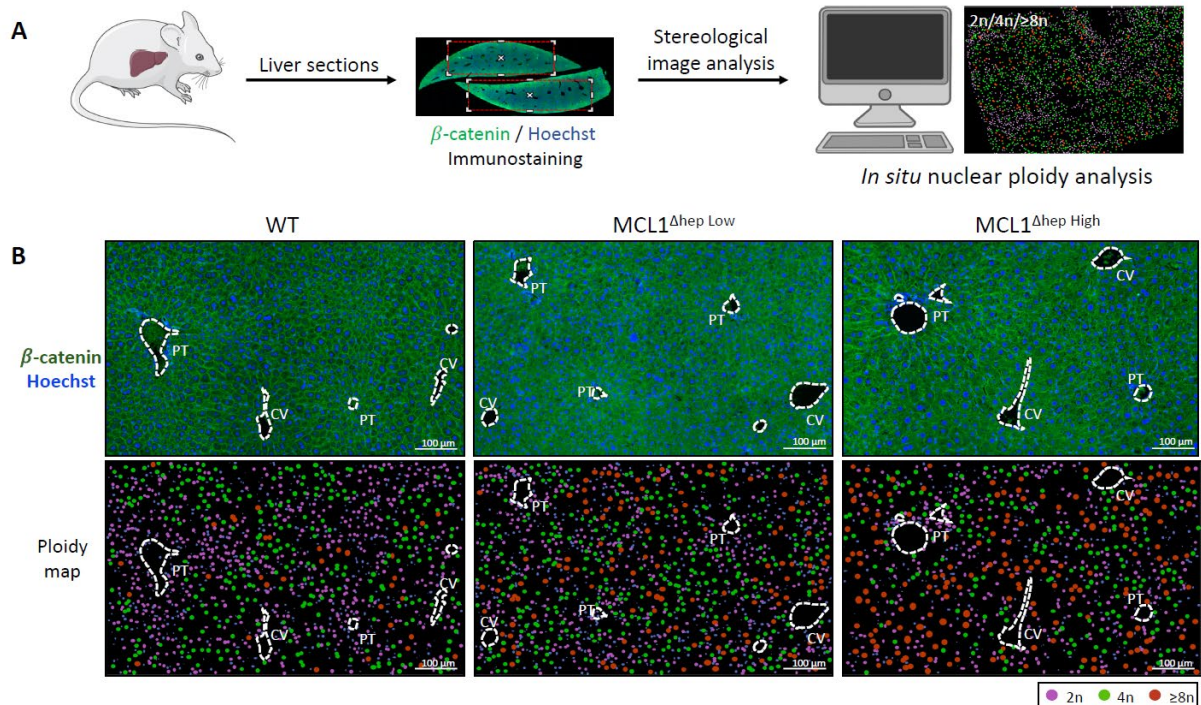 A
Liver sections
β-catenin / Hoechst
Immunostaining
Stereological
image analysis
2n/4n/≥8n
In situ nuclear ploidy analysis
B
WT
MCL1Δhep Low
MCL1Δhep High
β-catenin
Hoechst
PT
CV
PT
CV
100 µm
PT
PT
PT
CV
CV
100 µm
PT
CV
CV
PT
100 µm
Ploidy
map
PT
CV
PT
CV
100 µm
PT
PT
PT
CV
CV
100 µm
PT
CV
CV
PT
100 µm
2n 4n ≥8n